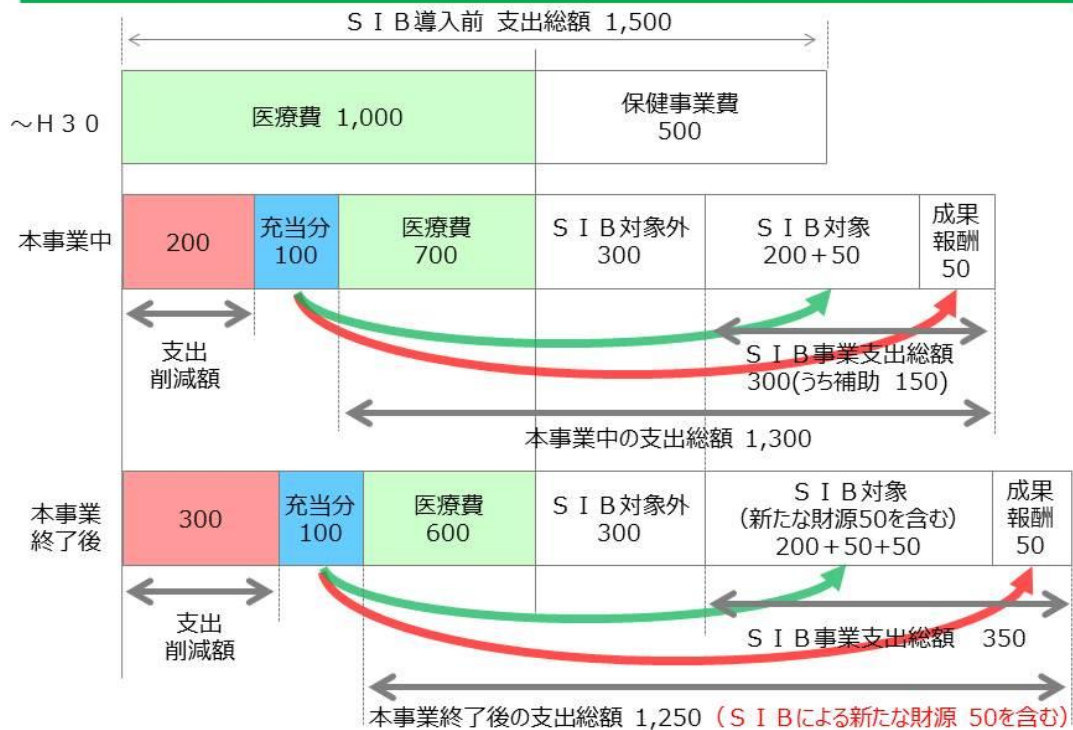 ＳＩＢ導入前 支出総額 1,500
～Ｈ３０
医療費 1,000
保健事業費
500
本事業中
200
充当分
100
医療費
700
ＳＩＢ対象外
300
ＳＩＢ対象
200＋50
成果
報酬
50
支出
削減額
ＳＩＢ事業支出総額
300(うち補助 150)
本事業中の支出総額 1,300
本事業
終了後
300
充当分
100
医療費
600
ＳＩＢ対象外
300
ＳＩＢ対象
(新たな財源50を含む)
200+50+50
成果
報酬
50
支出
削減額
ＳＩＢ事業支出総額 350
本事業終了後の支出総額 1,250（ＳＩＢによる新たな財源 50を含む）